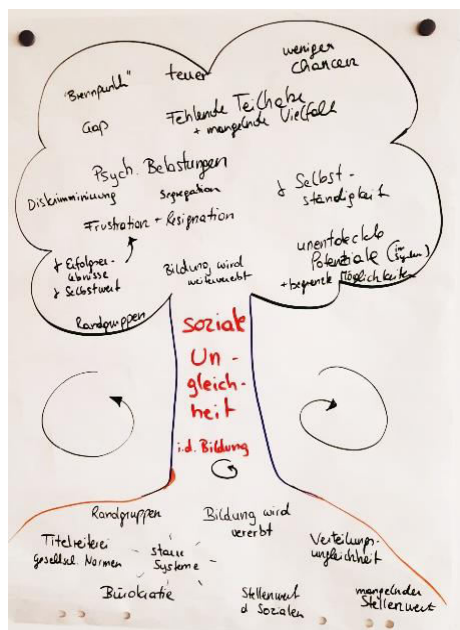 "Brennpunkt"
teuer
weniger
Chancen
Gap
Fehlende Teilhabe
+ mangelnde Vielfalt
Psych. Belastungen
Diskriminierung
Segregation
Frustration + Resignation
↓ Selbst-
ständigkeit
↓ Erfolgser-
lebnisse
↓ Selbstwert
Bildung wird
weitervererbt
unentdeckte
Potenziale (im System)
+ begrenzte Möglichkeiten
Randgruppen
Soziale
Un-
gleich-
heit
i.d. Bildung
Randgruppen
Bildung wird
vererbt
Titelreiterei
gesellsch. Normen
starre
Systeme
Verteilungs-
ungleichheit
Bürokratie
Stellenwert
d Sozialen
mangelnder
Stellenwert